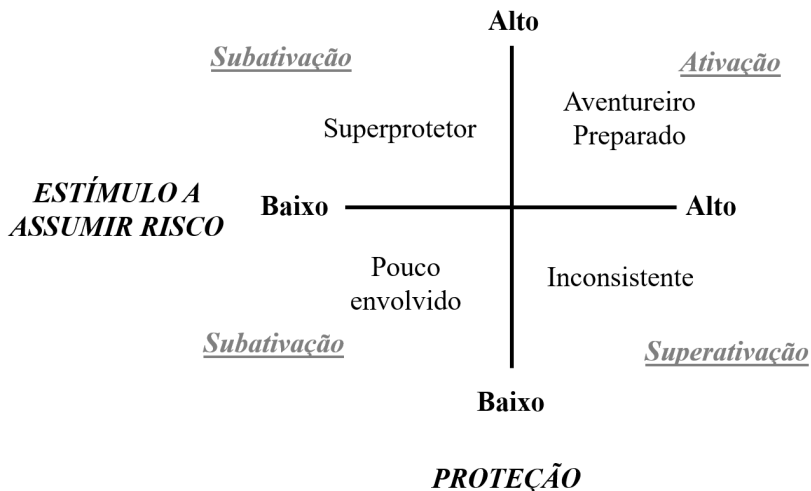 Alto
Subativação
Ativação
Superprotetor
Aventureiro
Preparado
ESTÍMULO A
ASSUMIR RISCO
Baixo
Alto
Pouco
envolvido
Inconsistente
Subativação
Superativação
Baixo
PROTEÇÃO